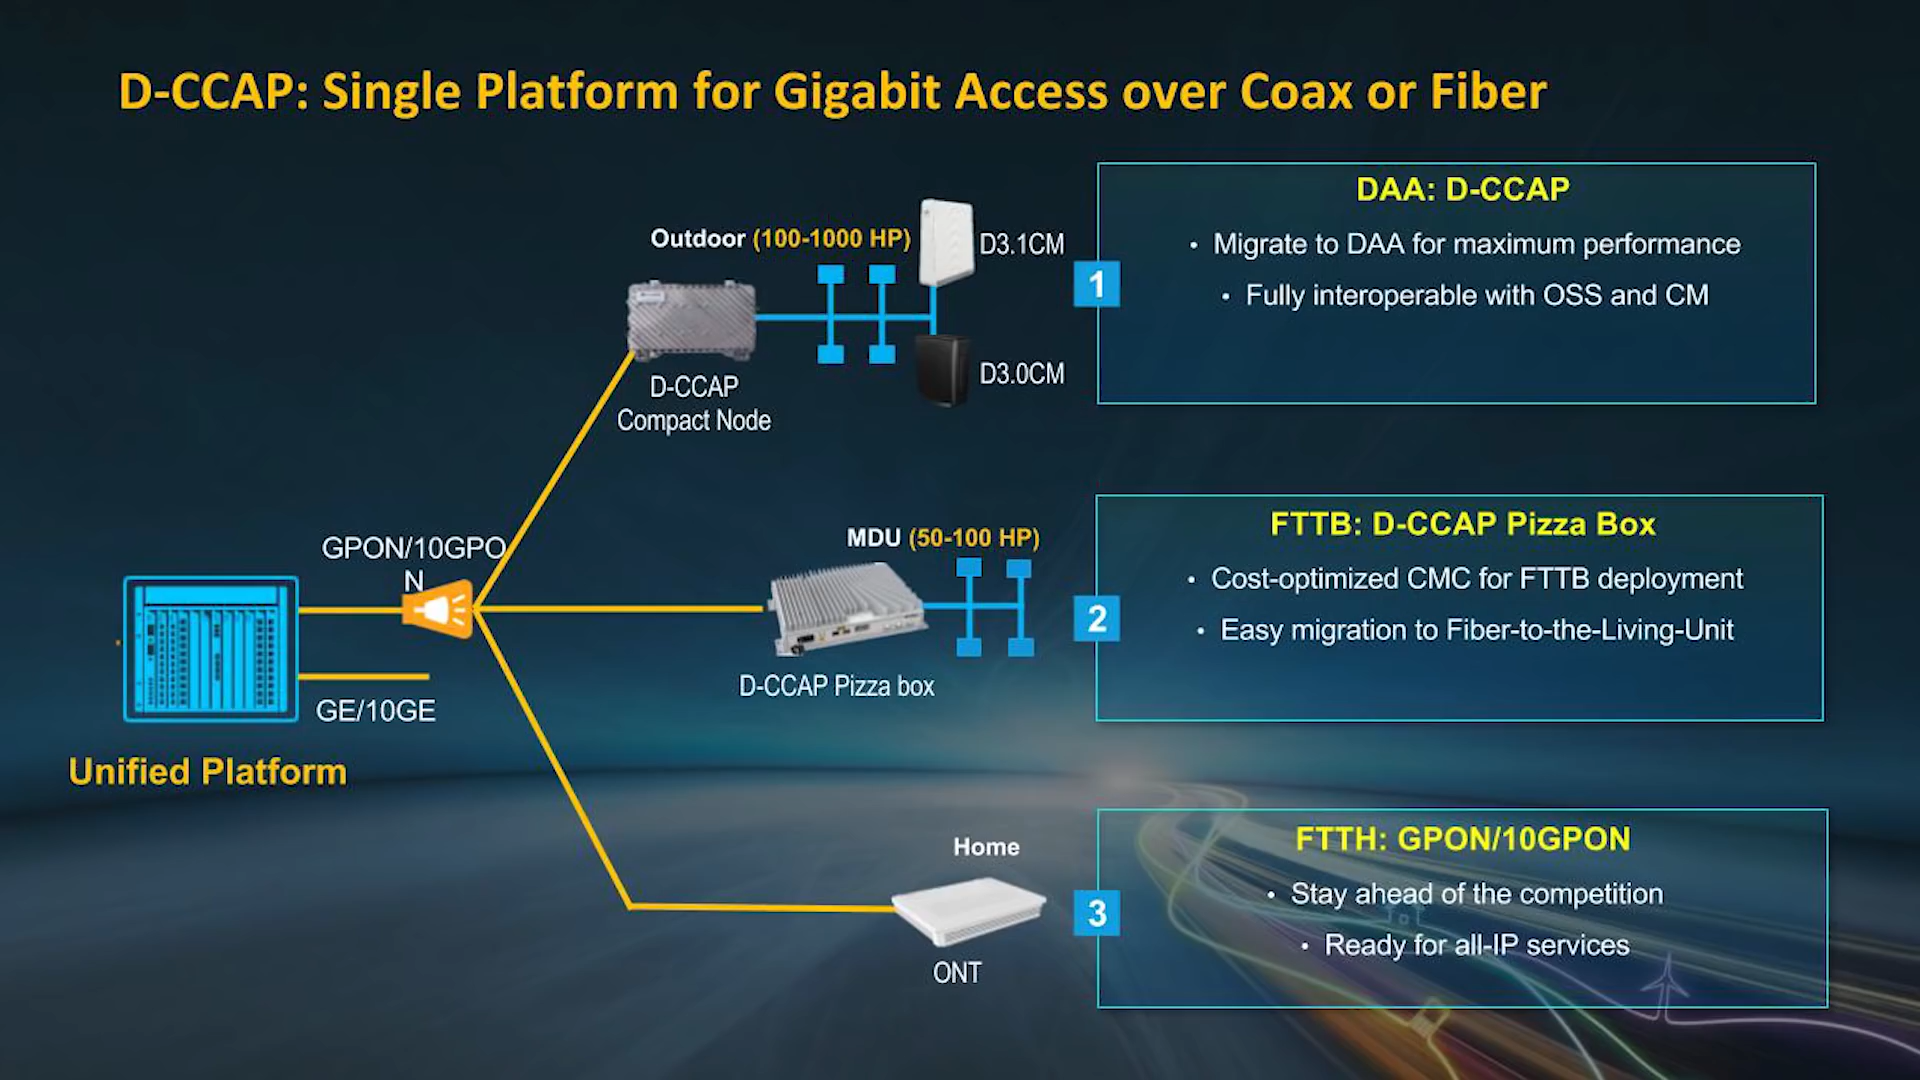 D-CCAP: Single Platform for Gigabit Access over Coax or Fiber
Outdoor (100-1000 HP)
D3.1CM
D3.0CM
D-CCAP
Compact Node
1
DAA: D-CCAP
• Migrate to DAA for maximum performance
• Fully interoperable with OSS and CM
GPON/10GPO
N
GE/10GE
Unified Platform
MDU (50-100 HP)
D-CCAP Pizza box
2
FTTB: D-CCAP Pizza Box
• Cost-optimized CMC for FTTB deployment
• Easy migration to Fiber-to-the-Living-Unit
Home
ONT
3
FTTH: GPON/10GPON
• Stay ahead of the competition
• Ready for all-IP services